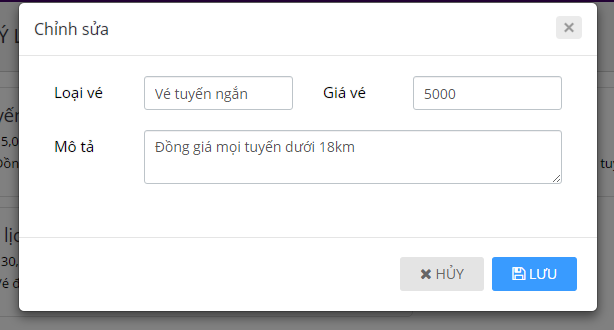 Chỉnh sửa
×
Loại vé Vé tuyến ngắn Giá vé 5000
Mô tả Đồng giá mọi tuyến dưới 18km
HỦY LƯU